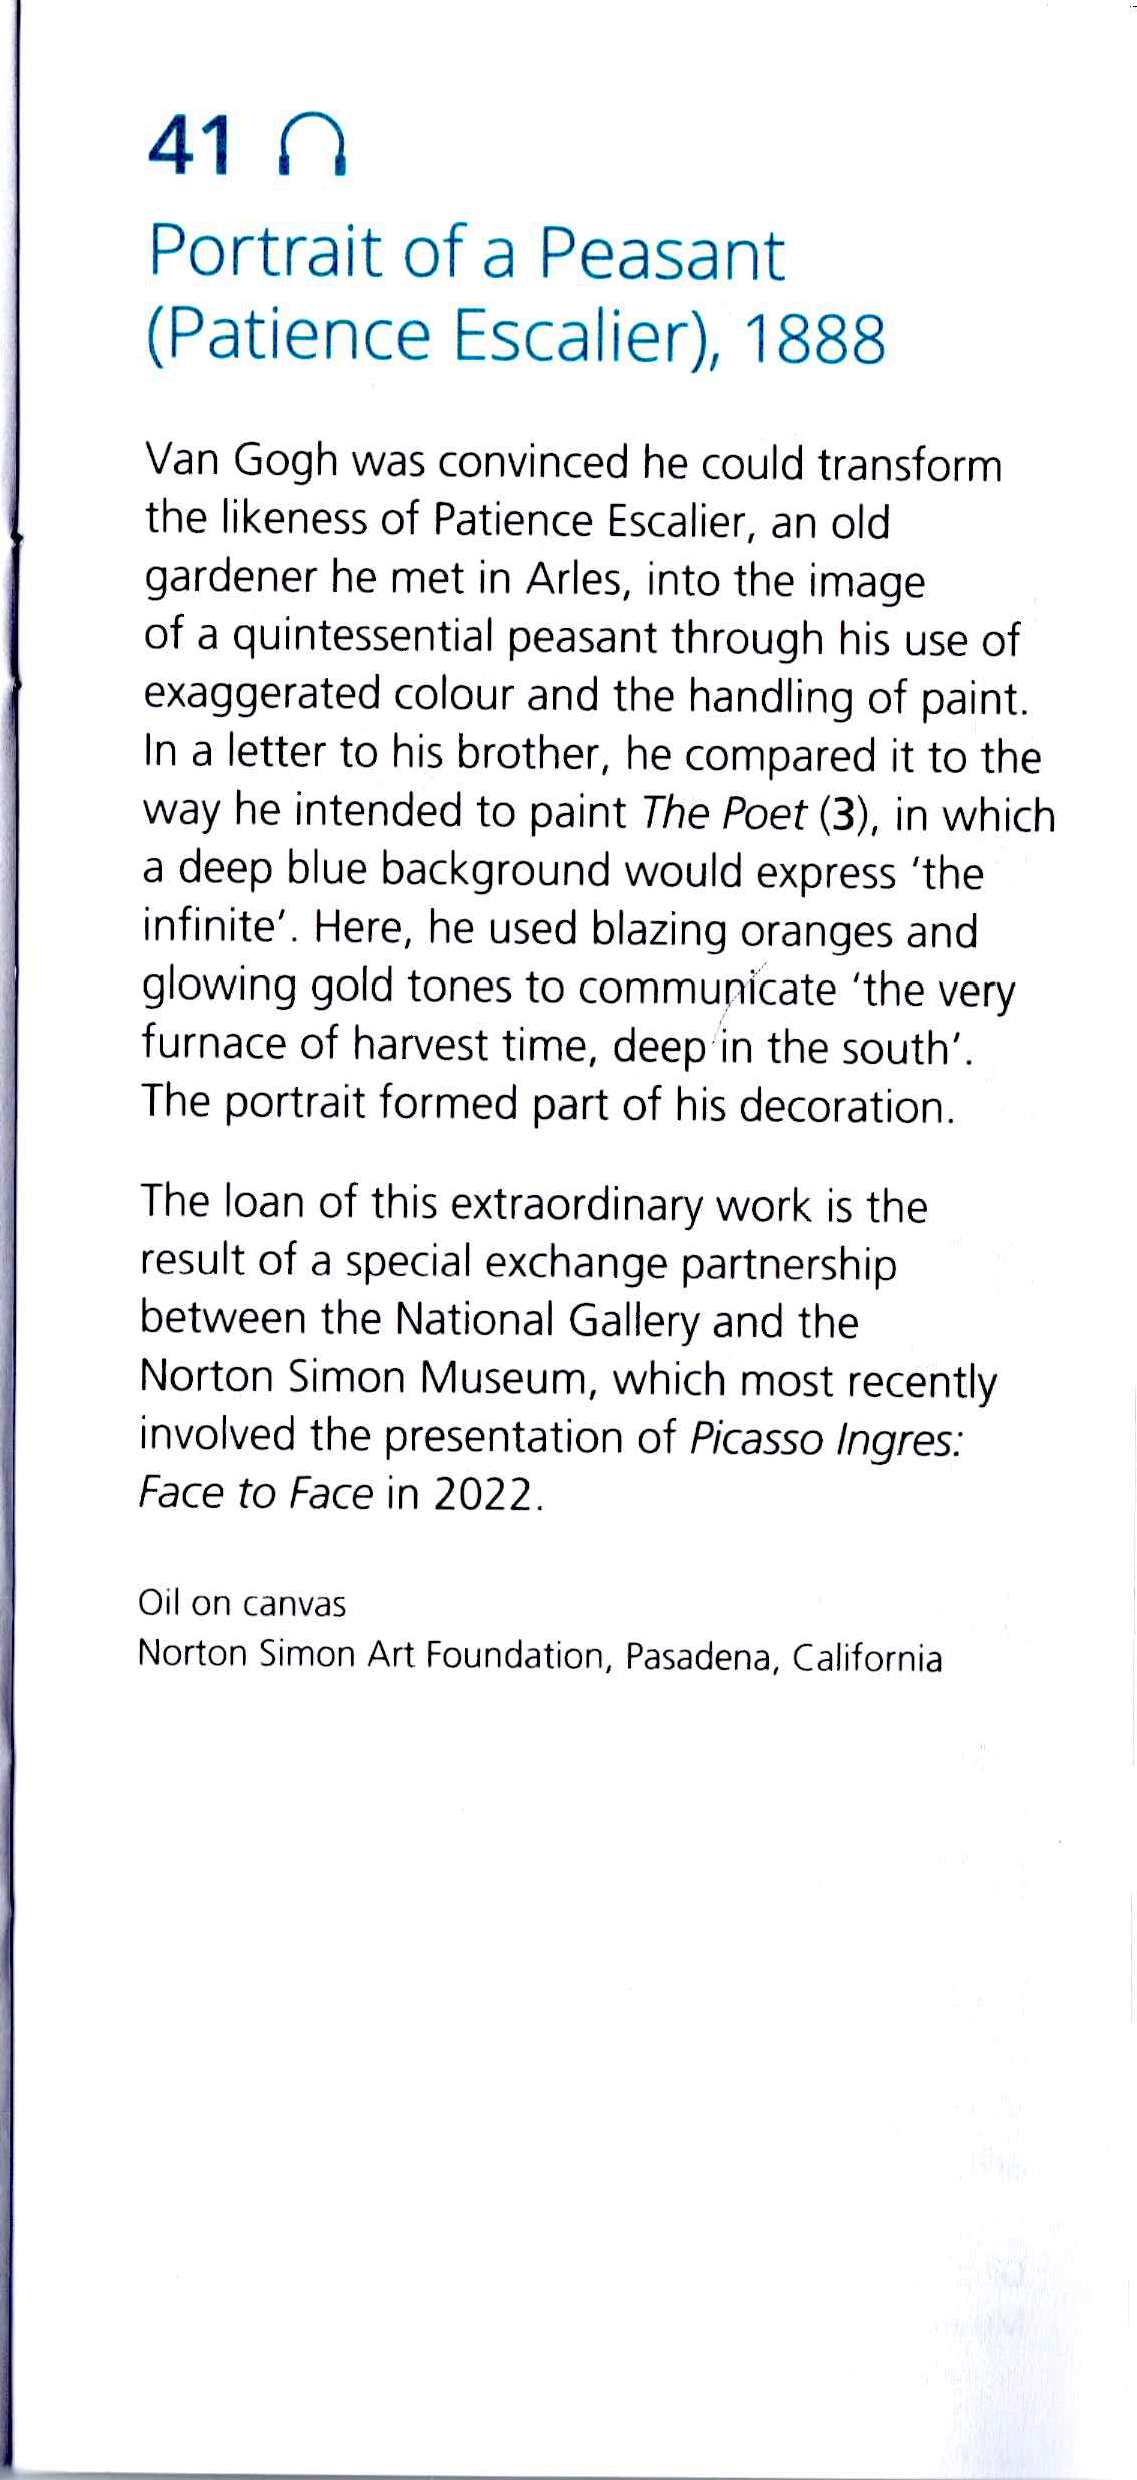 41
Portrait of a Peasant
(Patience Escalier), 1888
Van Gogh was convinced he could transform
the likeness of Patience Escalier, an old
gardener he met in Arles, into the image
of a quintessential peasant through his use of
exaggerated colour and the handling of paint.
In a letter to his brother, he compared it to the
way he intended to paint The Poet (3), in which
a deep blue background would express ‘the
infinite’. Here, he used blazing oranges and
glowing gold tones to communicate ‘the very
furnace of harvest time, deep in the south’.
The portrait formed part of his decoration.
The loan of this extraordinary work is the
result of a special exchange partnership
between the National Gallery and the
Norton Simon Museum, which most recently
involved the presentation of Picasso Ingres:
Face to Face in 2022.
Oil on canvas
Norton Simon Art Foundation, Pasadena, California